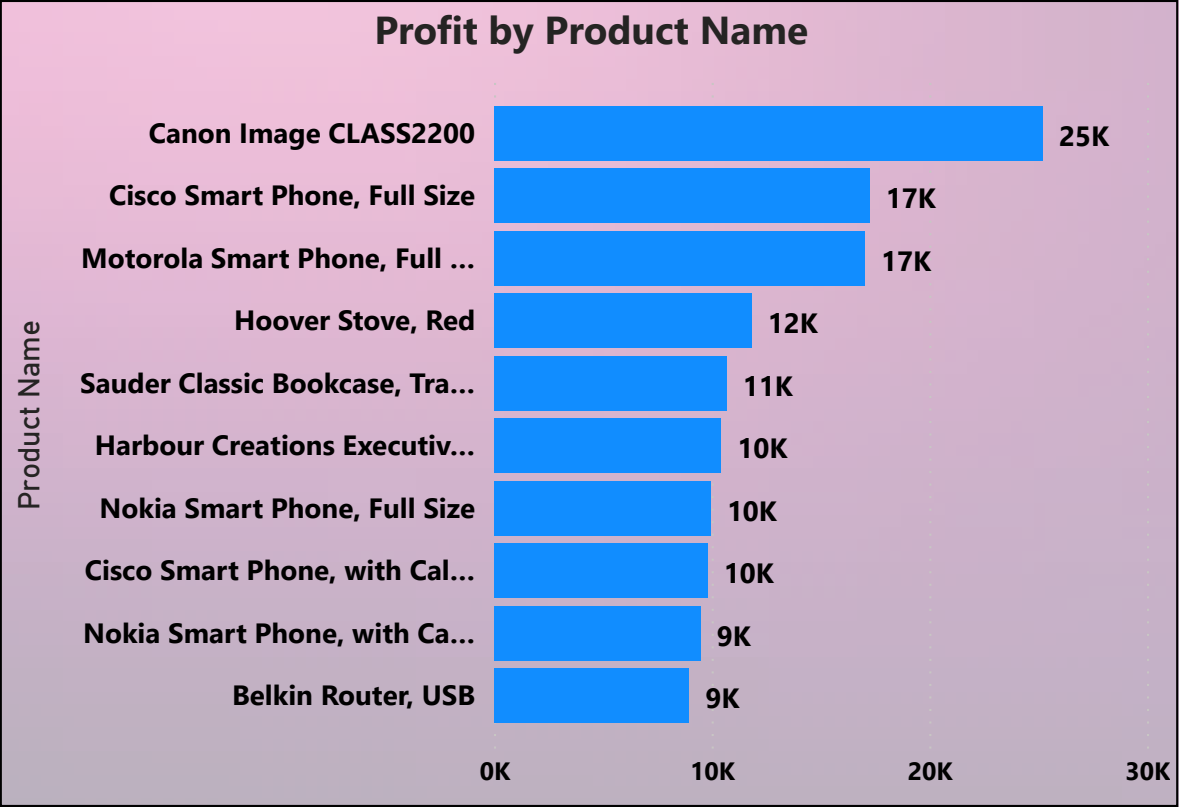 Profit by Product Name
Product Name
Canon Image CLASS2200 25K
Cisco Smart Phone, Full Size 17K
Motorola Smart Phone, Full ... 17K
Hoover Stove, Red 12K
Sauder Classic Bookcase, Tra... 11K
Harbour Creations Executiv... 10K
Nokia Smart Phone, Full Size 10K
Cisco Smart Phone, with Cal... 10K
Nokia Smart Phone, with Ca... 9K
Belkin Router, USB 9K
0K 10K 20K 30K